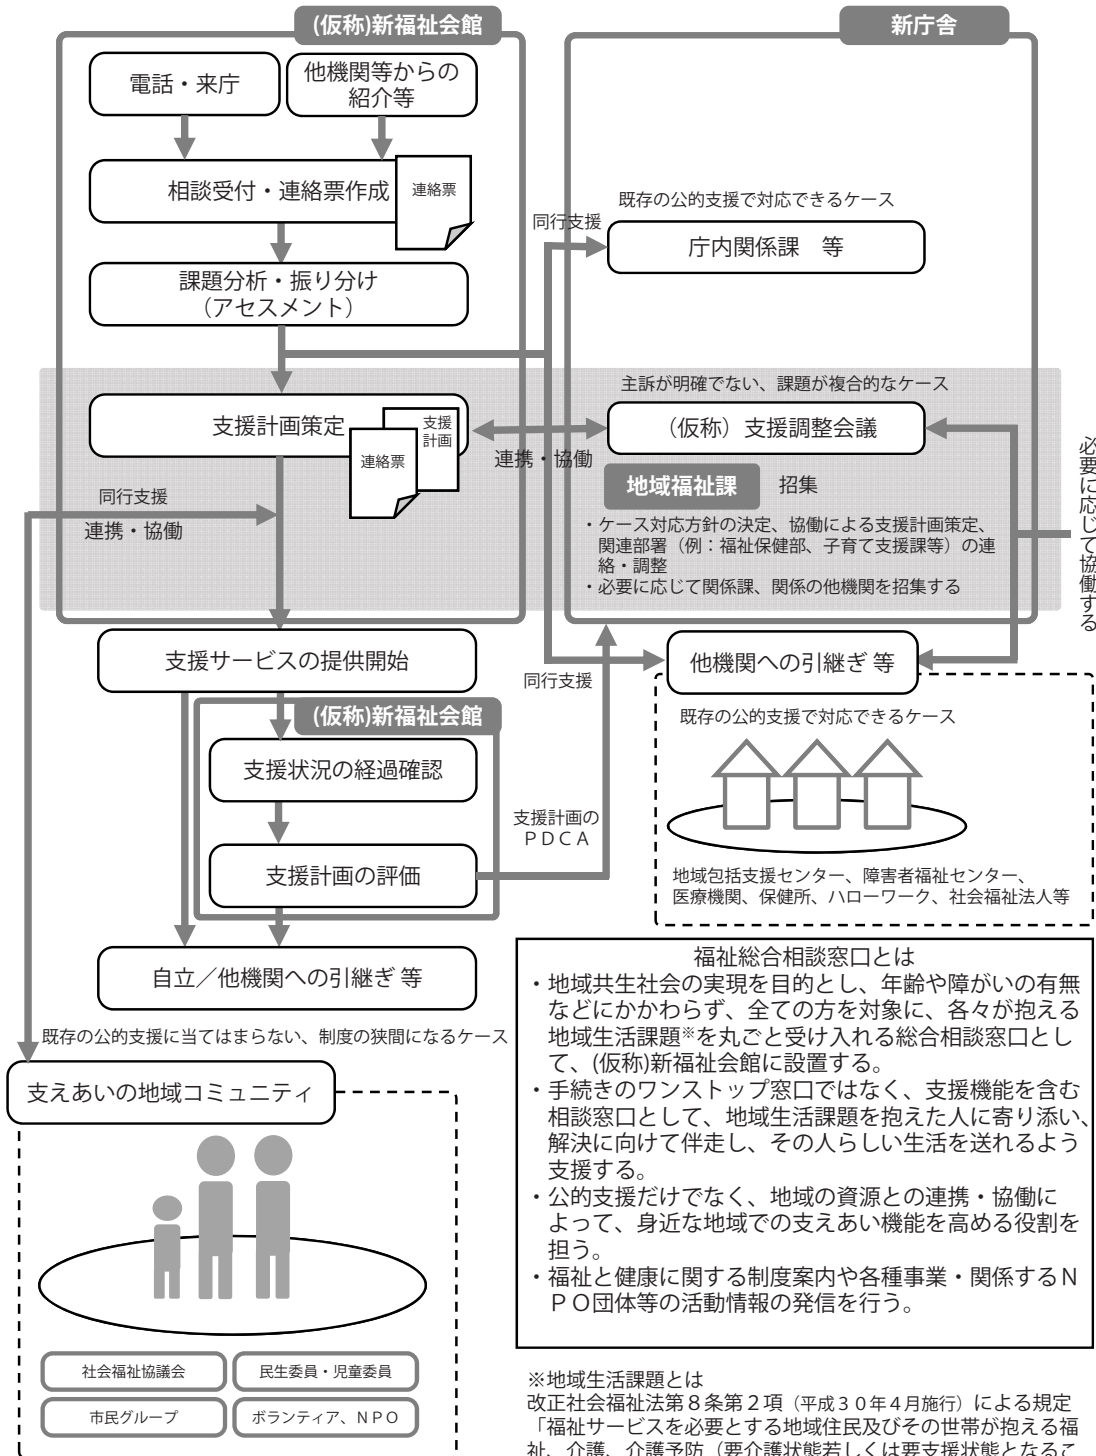 (仮称)新福祉会館
新庁舎
電話・来庁
他機関等からの
紹介等
相談受付・連絡票作成
連絡票
課題分析・振り分け
（アセスメント）
同行支援
既存の公的支援で対応できるケース
庁内関係課　等
支援計画策定
連絡票
支援
計画
連携・協働
主訴が明確でない、課題が複合的なケース
（仮称）支援調整会議
地域福祉課
招集
・ケース対応方針の決定、協働による支援計画策定、
関連部署（例：福祉保健部、子育て支援課等）の連
絡・調整
・必要に応じて関係課、関係の他機関を招集する
必要に応じて協働する
同行支援
連携・協働
支援サービスの提供開始
同行支援
他機関への引継ぎ 等
既存の公的支援で対応できるケース
地域包括支援センター、障害者福祉センター、
医療機関、保健所、ハローワーク、社会福祉法人等
(仮称)新福祉会館
支援状況の経過確認
支援計画の評価
支援計画の
ＰＤＣＡ
自立／他機関への引継ぎ 等
既存の公的支援に当てはまらない、制度の狭間になるケース
支えあいの地域コミュニティ
社会福祉協議会
民生委員・児童委員
市民グループ
ボランティア、ＮＰＯ
福祉総合相談窓口とは
・地域共生社会の実現を目的とし、年齢や障がいの有無
などにかかわらず、全ての方を対象に、各々が抱える
地域生活課題※を丸ごと受け入れる総合相談窓口とし
て、(仮称)新福祉会館に設置する。
・手続きのワンストップ窓口ではなく、支援機能を含む
相談窓口として、地域生活課題を抱えた人に寄り添い、
解決に向けて伴走し、その人らしい生活を送れるよう
支援する。
・公的支援だけでなく、地域の資源との連携・協働に
よって、身近な地域での支えあい機能を高める役割を
担う。
・福祉と健康に関する制度案内や各種事業・関係するＮ
ＰＯ団体等の活動情報の発信を行う。
※地域生活課題とは
改正社会福祉法第８条第２項（平成３０年４月施行）による規定
「福祉サービスを必要とする地域住民及びその世帯が抱える福
祉、介護、介護予防（要介護状態若しくは要支援状態となるこ